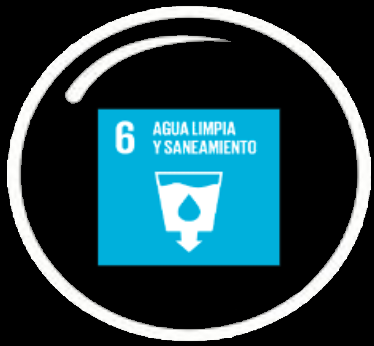 6 AGUA LIMPIA
Y SANEAMIENTO